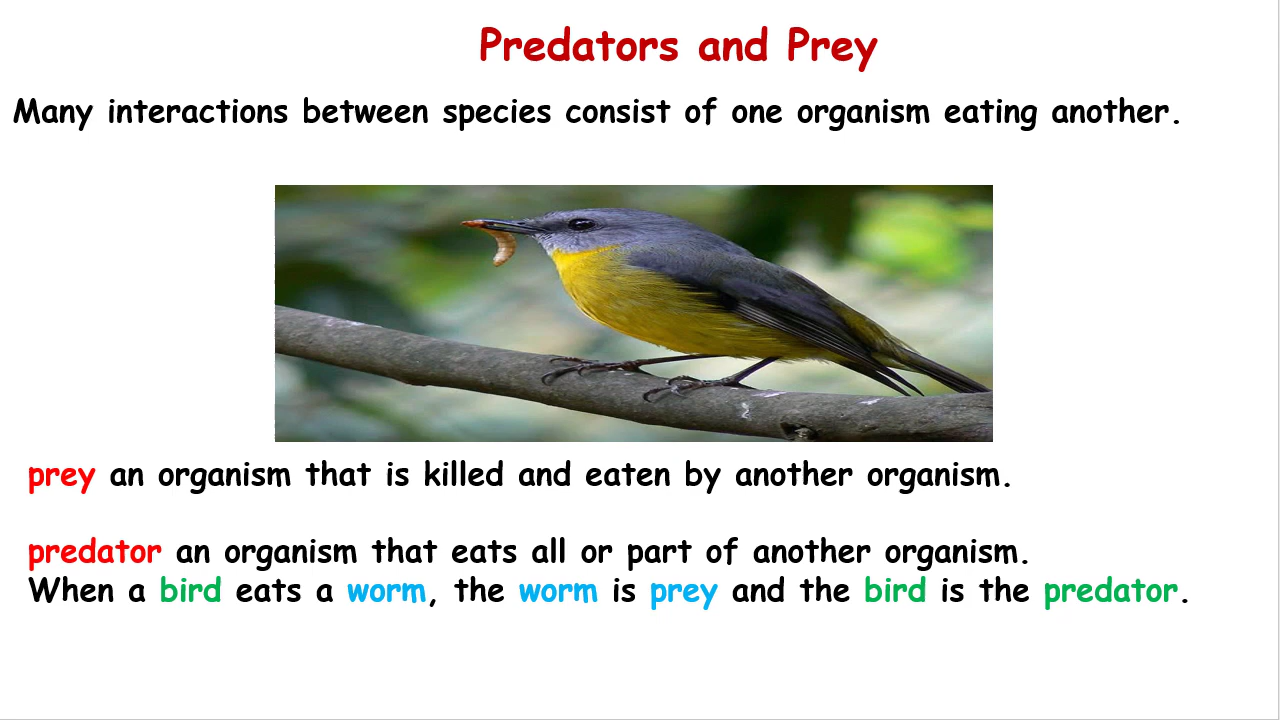 Predators and Prey
Many interactions between species consist of one organism eating another.
prey an organism that is killed and eaten by another organism.
predator an organism that eats all or part of another organism.
When a bird eats a worm, the worm is prey and the bird is the predator.